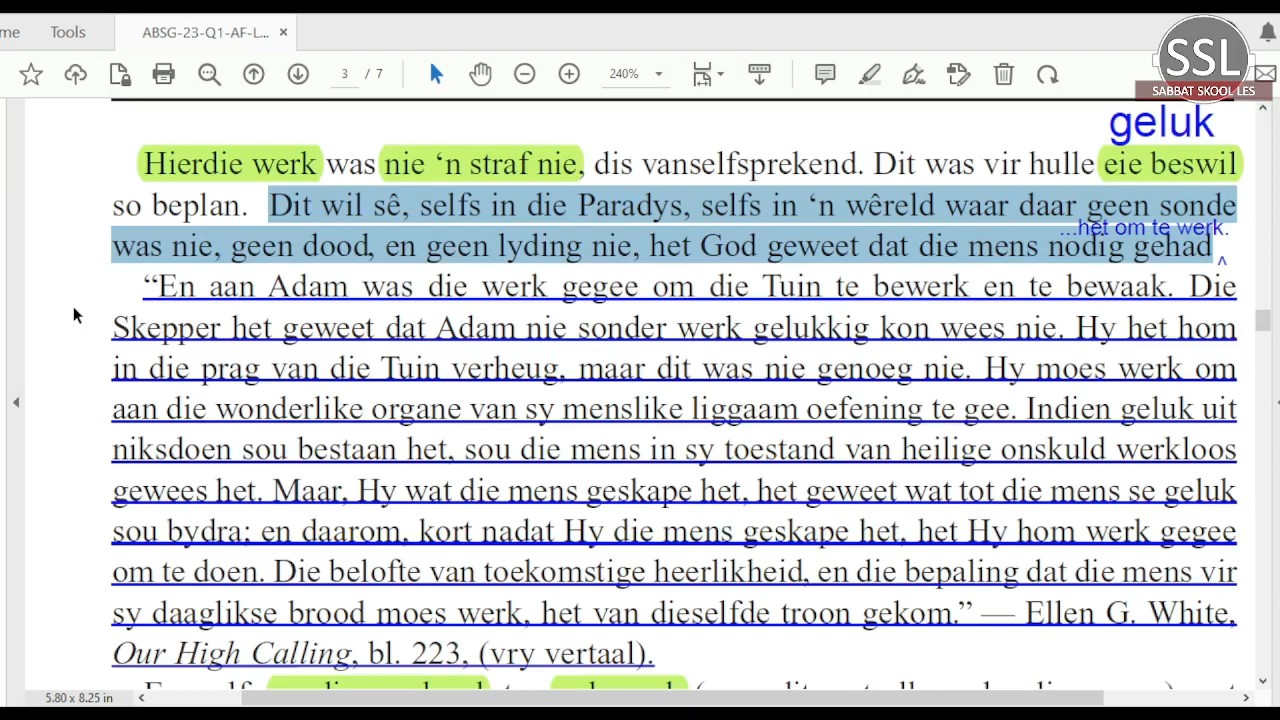 me Tools ABSG-23-Q1-AF-L... ×
SSL
SABBAT SKOOL LES
3 / 7 240%
geluk
Hierdie werk was nie ‘n straf nie, dis vanselfsprekend. Dit was vir hulle eie beswil
so beplan. Dit wil sê, selfs in die Paradys, selfs in ‘n wêreld waar daar geen sonde
...het om te werk.
was nie, geen dood, en geen lyding nie, het God geweet dat die mens nodig gehad
^
“En aan Adam was die werk gegee om die Tuin te bewerk en te bewaak. Die
Skepper het geweet dat Adam nie sonder werk gelukkig kon wees nie. Hy het hom
in die prag van die Tuin verheug, maar dit was nie genoeg nie. Hy moes werk om
aan die wonderlike organe van sy menslike liggaam oefening te gee. Indien geluk uit
niksdoen sou bestaan het, sou die mens in sy toestand van heilige onskuld werkloos
gewees het. Maar, Hy wat die mens geskape het, het geweet wat tot die mens se geluk
sou bydra; en daarom, kort nadat Hy die mens geskape het, het Hy hom werk gegee
om te doen. Die belofte van toekomstige heerlikheid, en die bepaling dat die mens vir
sy daaglikse brood moes werk, het van dieselfde troon gekom.” — Ellen G. White,
Our High Calling, bl. 223, (vry vertaal).
5.80 x 8.25 in